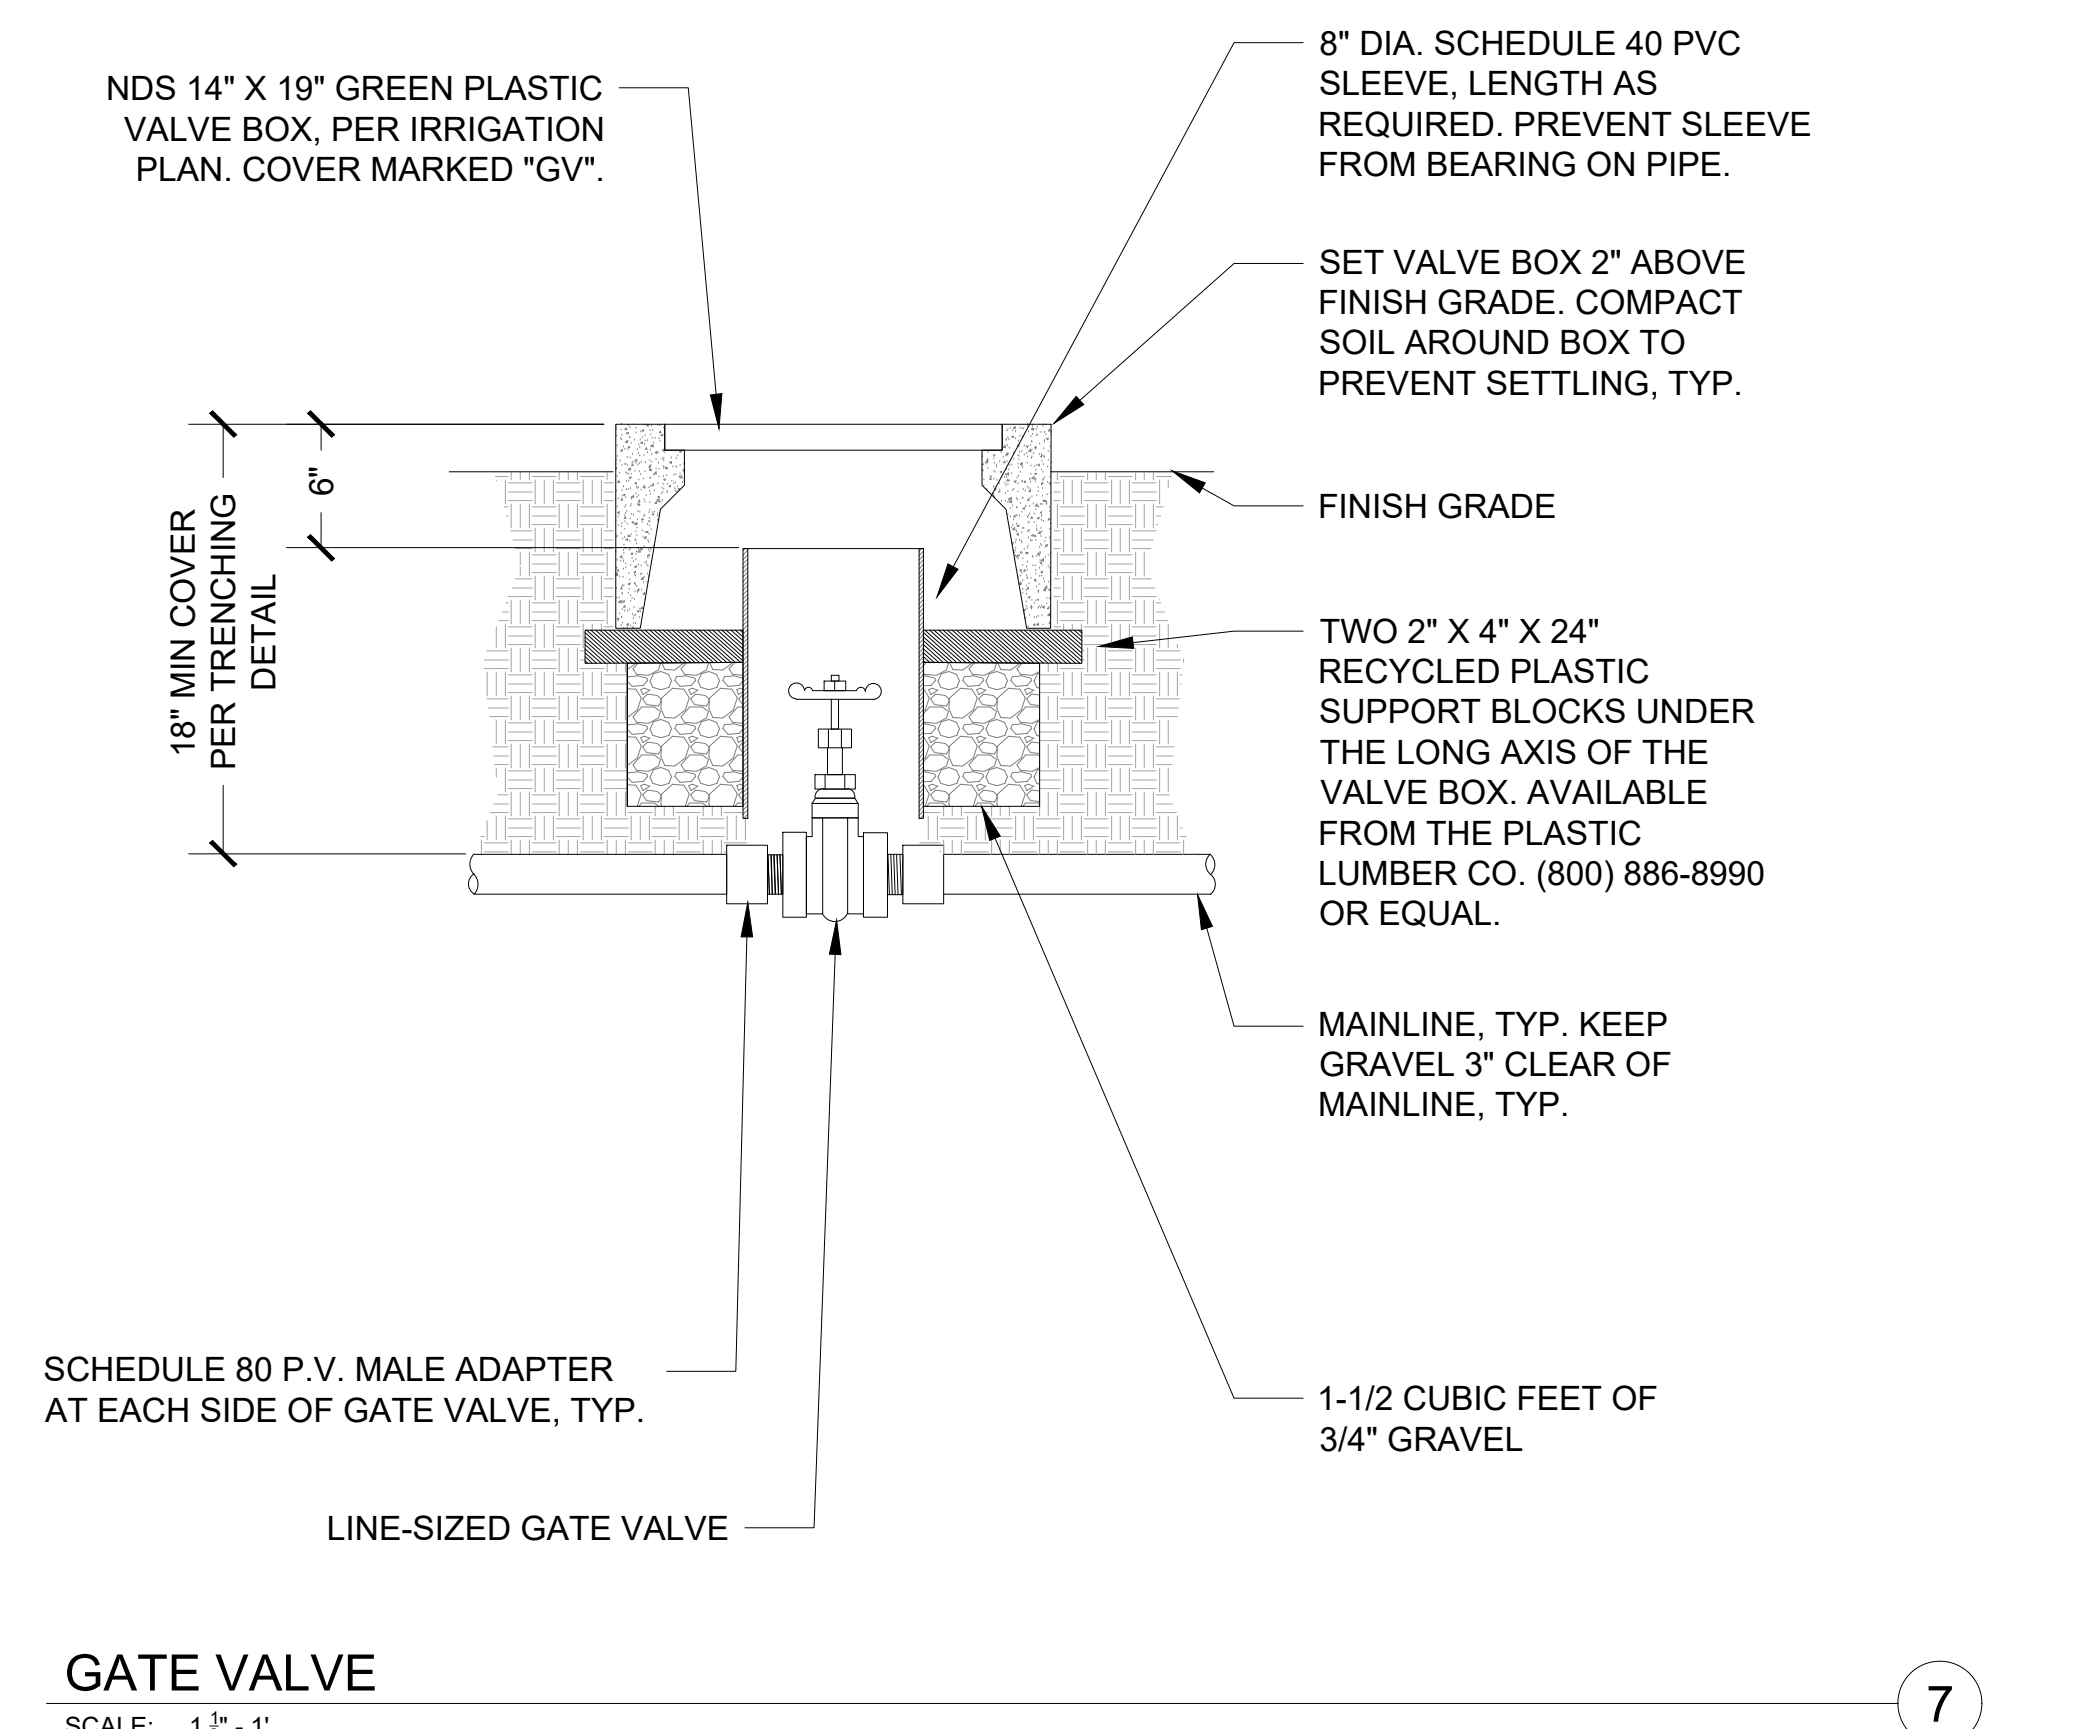 NDS 14" X 19" GREEN PLASTIC
VALVE BOX, PER IRRIGATION
PLAN. COVER MARKED "GV".
8" DIA. SCHEDULE 40 PVC
SLEEVE, LENGTH AS
REQUIRED. PREVENT SLEEVE
FROM BEARING ON PIPE.
SET VALVE BOX 2" ABOVE
FINISH GRADE. COMPACT
SOIL AROUND BOX TO
PREVENT SETTLING, TYP.
6"
18" MIN COVER
PER TRENCHING
DETAIL
FINISH GRADE
TWO 2" X 4" X 24"
RECYCLED PLASTIC
SUPPORT BLOCKS UNDER
THE LONG AXIS OF THE
VALVE BOX. AVAILABLE
FROM THE PLASTIC
LUMBER CO. (800) 886-8990
OR EQUAL.
MAINLINE, TYP. KEEP
GRAVEL 3" CLEAR OF
MAINLINE, TYP.
SCHEDULE 80 P.V. MALE ADAPTER
AT EACH SIDE OF GATE VALVE, TYP.
1-1/2 CUBIC FEET OF
3/4" GRAVEL
LINE-SIZED GATE VALVE
GATE VALVE
7
SCALE: